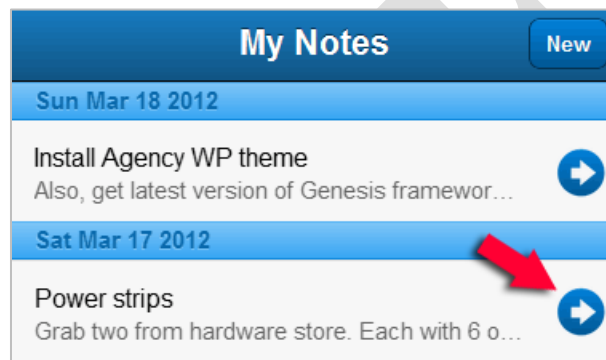 My Notes
New
Sun Mar 18 2012
Install Agency WP theme
Also, get latest version of Genesis framewor...
Sat Mar 17 2012
Power strips
Grab two from hardware store. Each with 6 o...